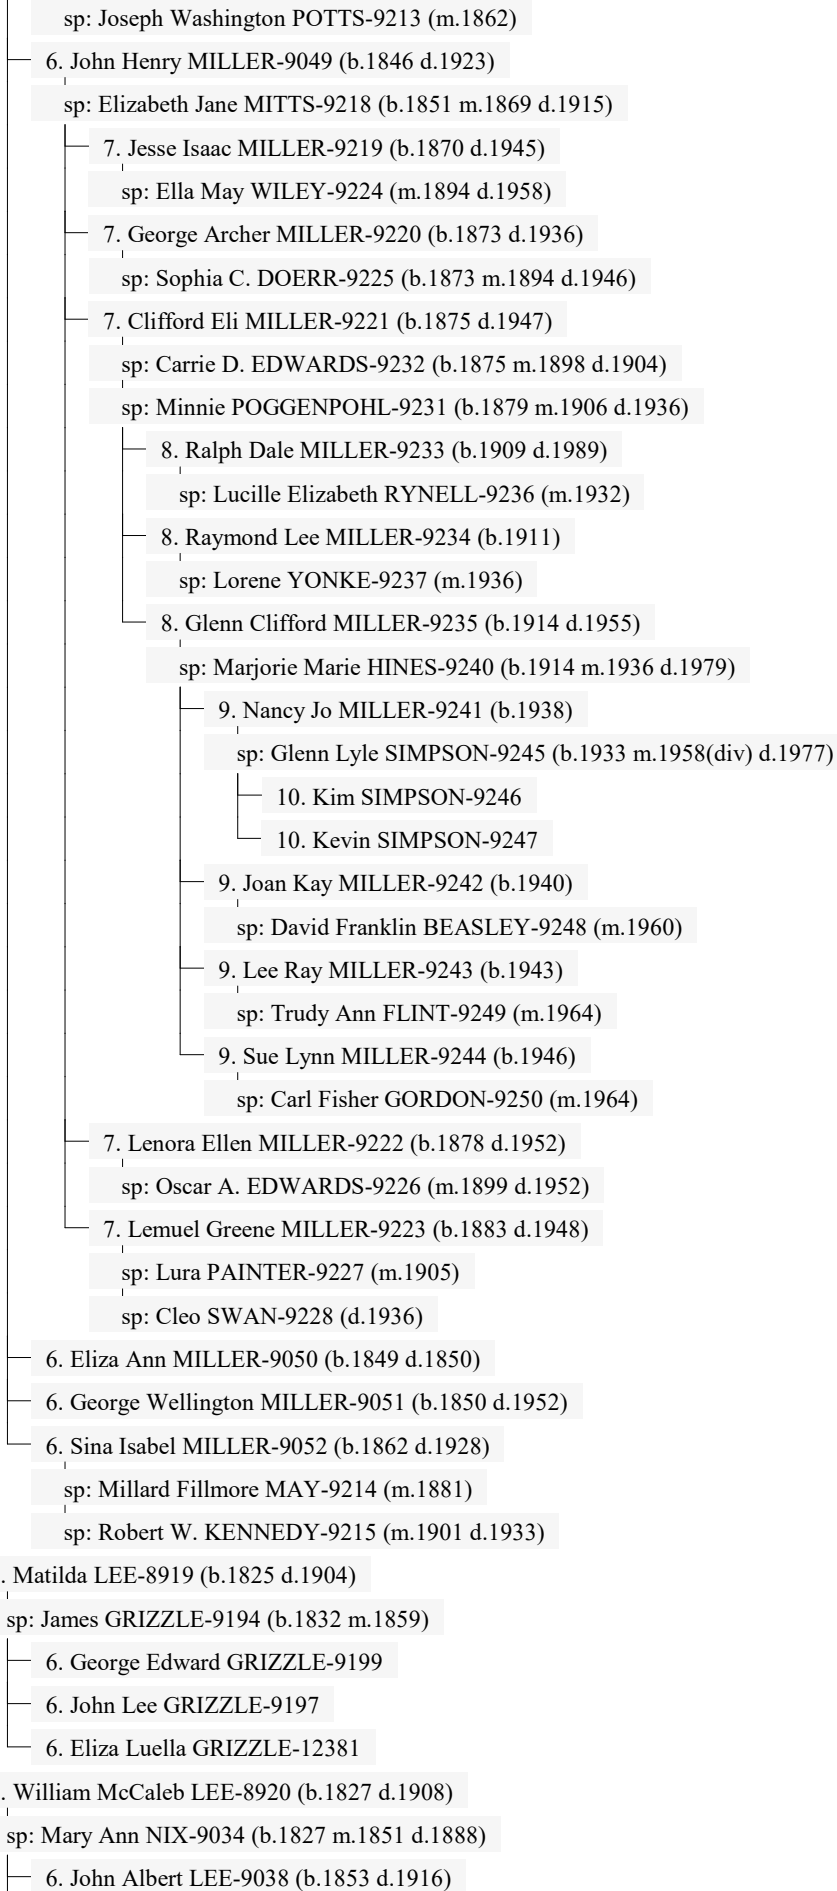 sp: Joseph Washington POTTS-9213 (m.1862)
6. John Henry MILLER-9049 (b.1846 d.1923)
sp: Elizabeth Jane MITTS-9218 (b.1851 m.1869 d.1915)
7. Jesse Isaac MILLER-9219 (b.1870 d.1945)
sp: Ella May WILEY-9224 (m.1894 d.1958)
7. George Archer MILLER-9220 (b.1873 d.1936)
sp: Sophia C. DOERR-9225 (b.1873 m.1894 d.1946)
7. Clifford Eli MILLER-9221 (b.1875 d.1947)
sp: Carrie D. EDWARDS-9232 (b.1875 m.1898 d.1904)
sp: Minnie POGGENPOHL-9231 (b.1879 m.1906 d.1936)
8. Ralph Dale MILLER-9233 (b.1909 d.1989)
sp: Lucille Elizabeth RYNELL-9236 (m.1932)
8. Raymond Lee MILLER-9234 (b.1911)
sp: Lorene YONKE-9237 (m.1936)
8. Glenn Clifford MILLER-9235 (b.1914 d.1955)
sp: Marjorie Marie HINES-9240 (b.1914 m.1936 d.1979)
9. Nancy Jo MILLER-9241 (b.1938)
sp: Glenn Lyle SIMPSON-9245 (b.1933 m.1958(div) d.1977)
10. Kim SIMPSON-9246
10. Kevin SIMPSON-9247
9. Joan Kay MILLER-9242 (b.1940)
sp: David Franklin BEASLEY-9248 (m.1960)
9. Lee Ray MILLER-9243 (b.1943)
sp: Trudy Ann FLINT-9249 (m.1964)
9. Sue Lynn MILLER-9244 (b.1946)
sp: Carl Fisher GORDON-9250 (m.1964)
7. Lenora Ellen MILLER-9222 (b.1878 d.1952)
sp: Oscar A. EDWARDS-9226 (m.1899 d.1952)
7. Lemuel Greene MILLER-9223 (b.1883 d.1948)
sp: Lura PAINTER-9227 (m.1905)
sp: Cleo SWAN-9228 (d.1936)
6. Eliza Ann MILLER-9050 (b.1849 d.1850)
6. George Wellington MILLER-9051 (b.1850 d.1952)
6. Sina Isabel MILLER-9052 (b.1862 d.1928)
sp: Millard Fillmore MAY-9214 (m.1881)
sp: Robert W. KENNEDY-9215 (m.1901 d.1933)
. Matilda LEE-8919 (b.1825 d.1904)
sp: James GRIZZLE-9194 (b.1832 m.1859)
6. George Edward GRIZZLE-9199
6. John Lee GRIZZLE-9197
6. Eliza Luella GRIZZLE-12381
. William McCaleb LEE-8920 (b.1827 d.1908)
sp: Mary Ann NIX-9034 (b.1827 m.1851 d.1888)
6. John Albert LEE-9038 (b.1853 d.1916)